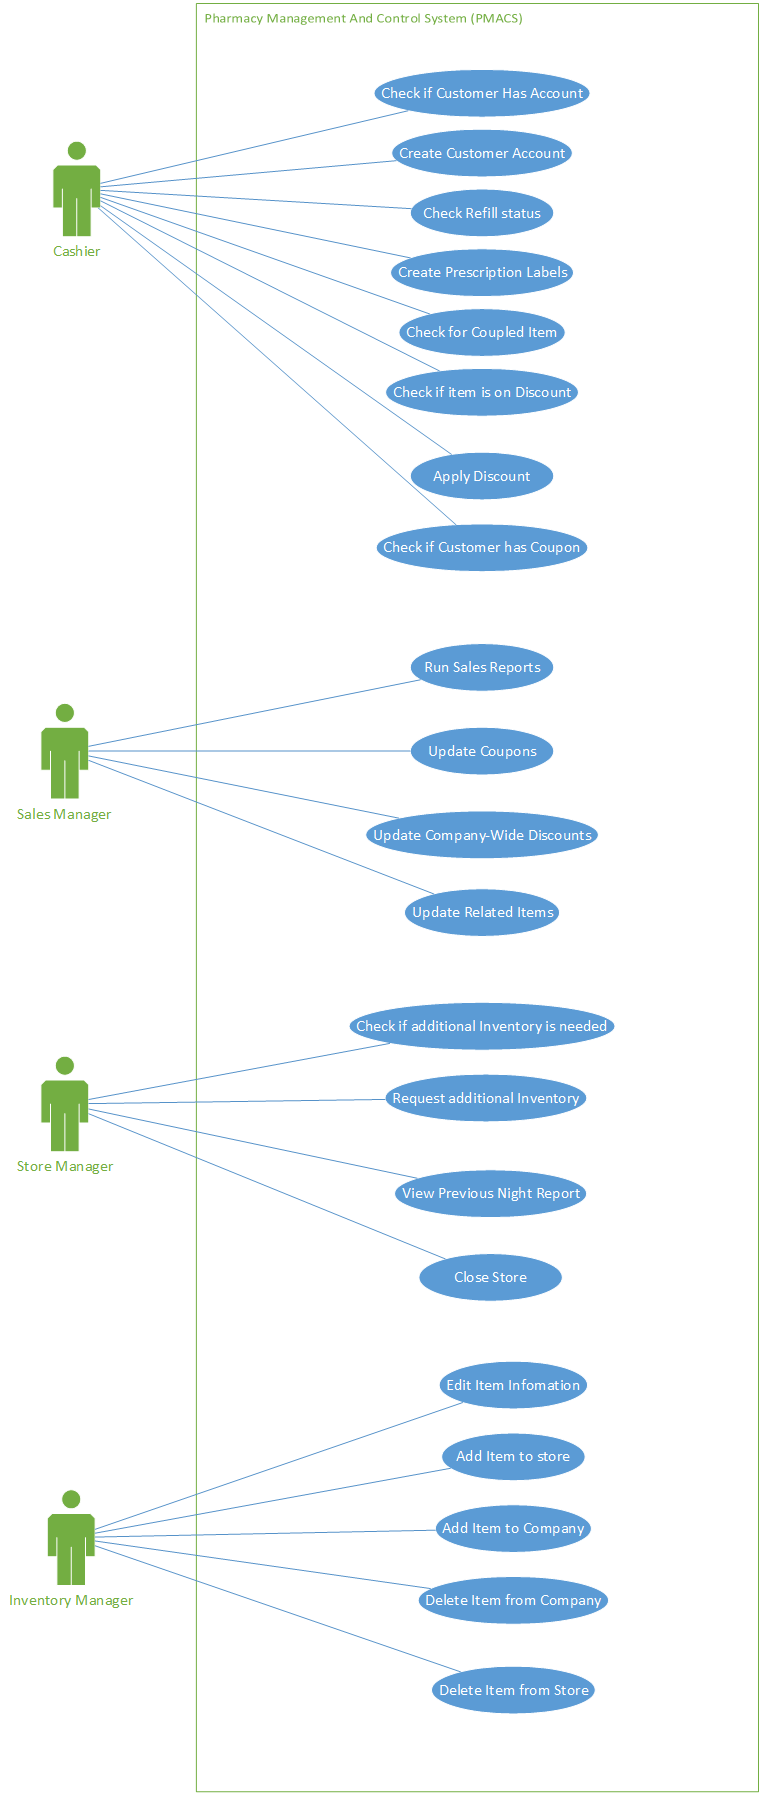 Pharmacy Management And Control System (PMACS)
Check if Customer Has Account
Create Customer Account
Check Refill status
Cashier
Create Prescription Labels
Check for Coupled Item
Check if item is on Discount
Apply Discount
Check if Customer has Coupon
Run Sales Reports
Update Coupons
Sales Manager
Update Company-Wide Discounts
Update Related Items
Check if additional Inventory is needed
Request additional Inventory
Store Manager
View Previous Night Report
Close Store
Edit Item Infomation
Add Item to store
Add Item to Company
Inventory Manager
Delete Item from Company
Delete Item from Store